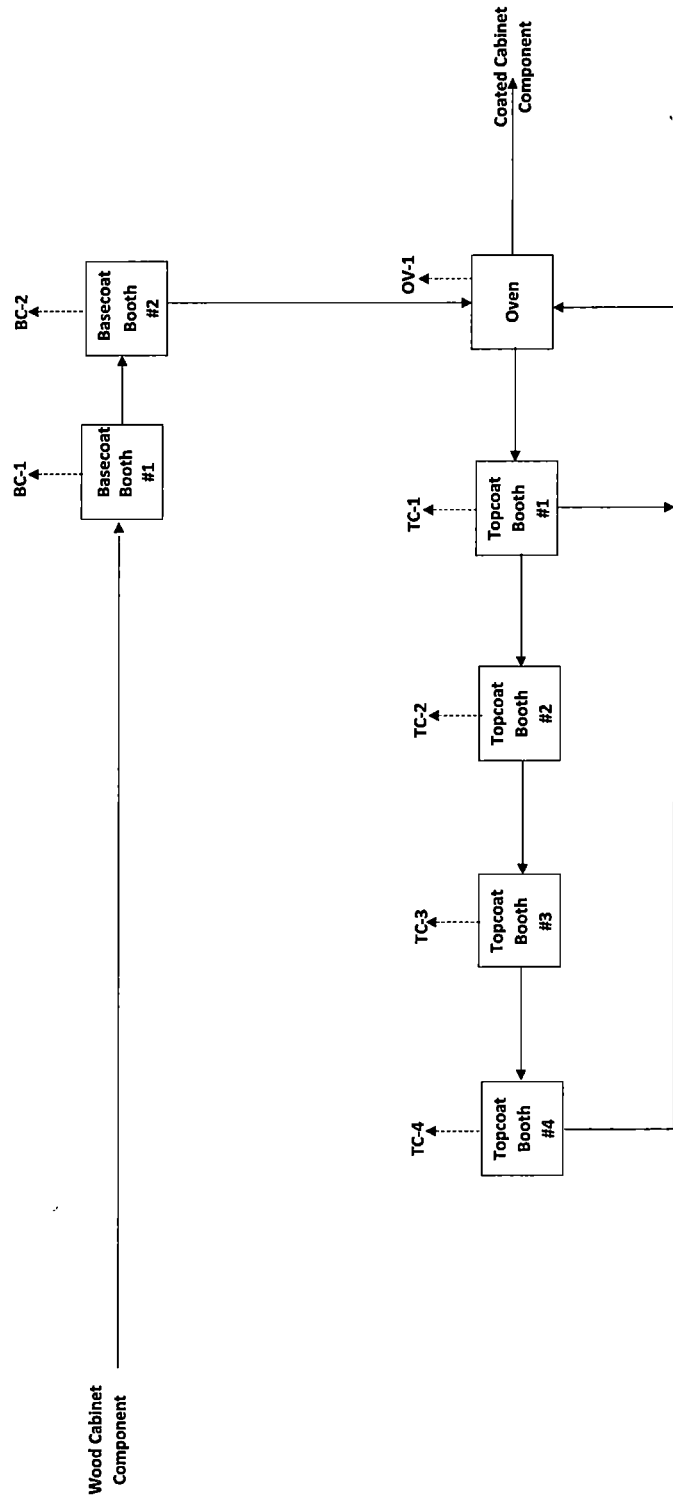 Wood Cabinet
Component
BC-1
Basecoat
Booth
#1
BC-2
Basecoat
Booth
#2
TC-4
Topcoat
Booth
#4
TC-3
Topcoat
Booth
#3
TC-2
Topcoat
Booth
#2
TC-1
Topcoat
Booth
#1
OV-1
Oven
Coated Cabinet
Component